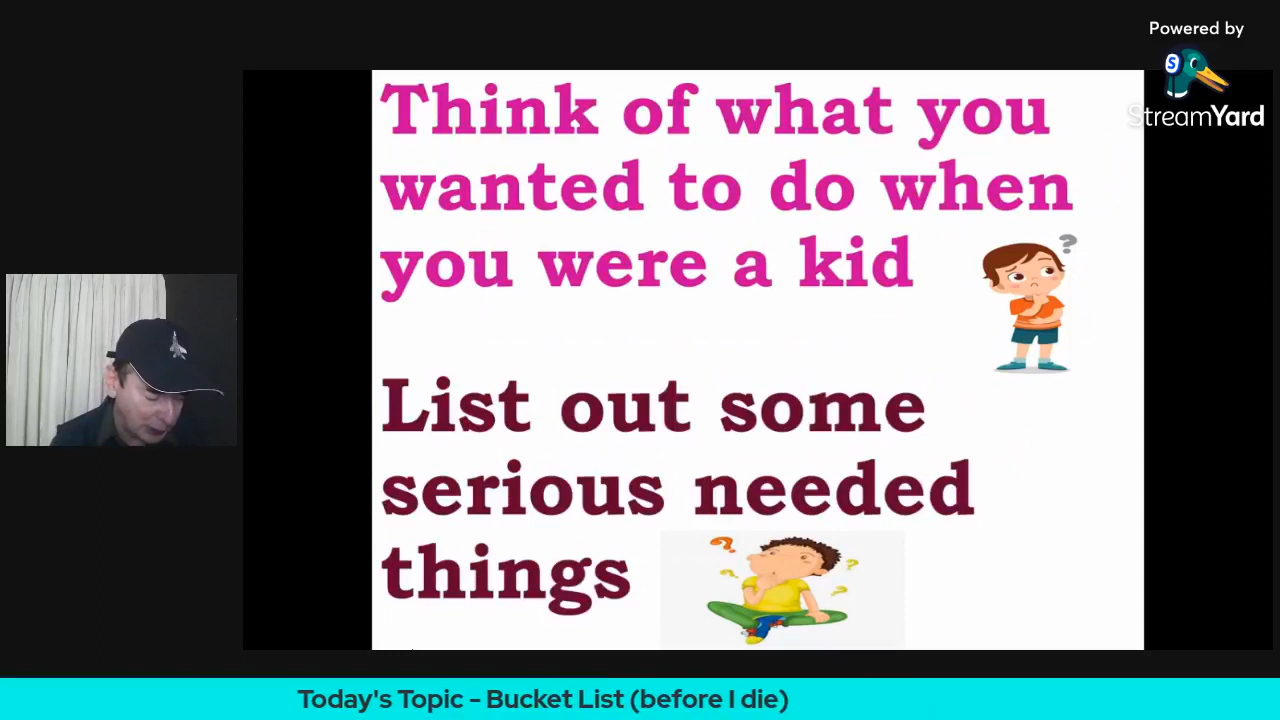 Powered by
S
StreamYard
Think of what you
wanted to do when
you were a kid
?
List out some
serious needed
things
?
?
?
?
Today's Topic - Bucket List (before I die)